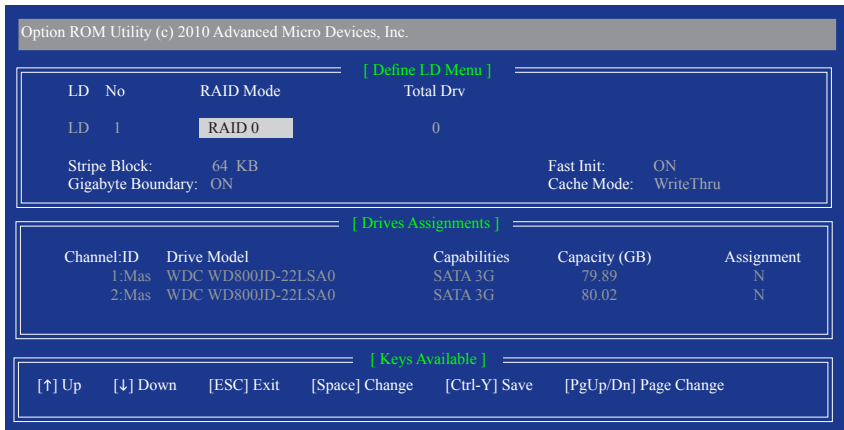 Option ROM Utility (c) 2010 Advanced Micro Devices, Inc.
[ Define LD Menu ]
LD No RAID Mode Total Drv
LD 1 RAID 0 0
Stripe Block: 64 KB Fast Init: ON
Gigabyte Boundary: ON Cache Mode: WriteThru
[ Drives Assignments ]
Channel:ID Drive Model Capabilities Capacity (GB) Assignment
1:Mas WDC WD800JD-22LSA0 SATA 3G 79.89 N
2:Mas WDC WD800JD-22LSA0 SATA 3G 80.02 N
[ Keys Available ]
[↑] Up [↓] Down [ESC] Exit [Space] Change [Ctrl-Y] Save [PgUp/Dn] Page Change